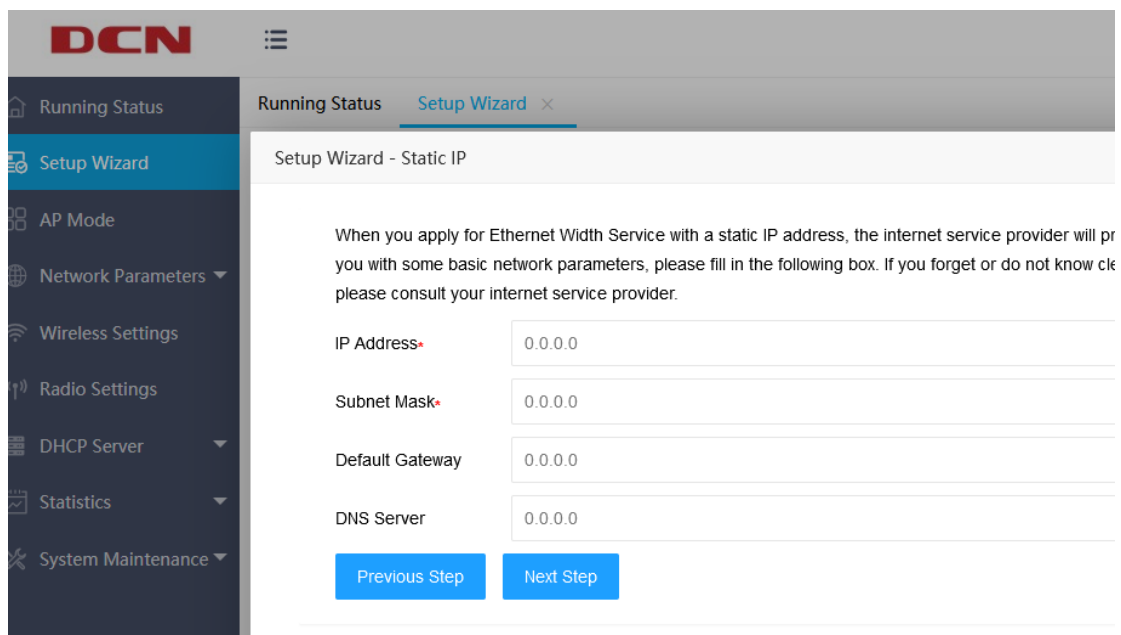 DCN
Running Status
Setup Wizard
AP Mode
Network Parameters
Wireless Settings
Radio Settings
DHCP Server
Statistics
System Maintenance
Running Status Setup Wizard ×
Setup Wizard - Static IP
When you apply for Ethernet Width Service with a static IP address, the internet service provider will pr
you with some basic network parameters, please fill in the following box. If you forget or do not know cle
please consult your internet service provider.
IP Address* 0.0.0.0
Subnet Mask* 0.0.0.0
Default Gateway 0.0.0.0
DNS Server 0.0.0.0
Previous Step Next Step